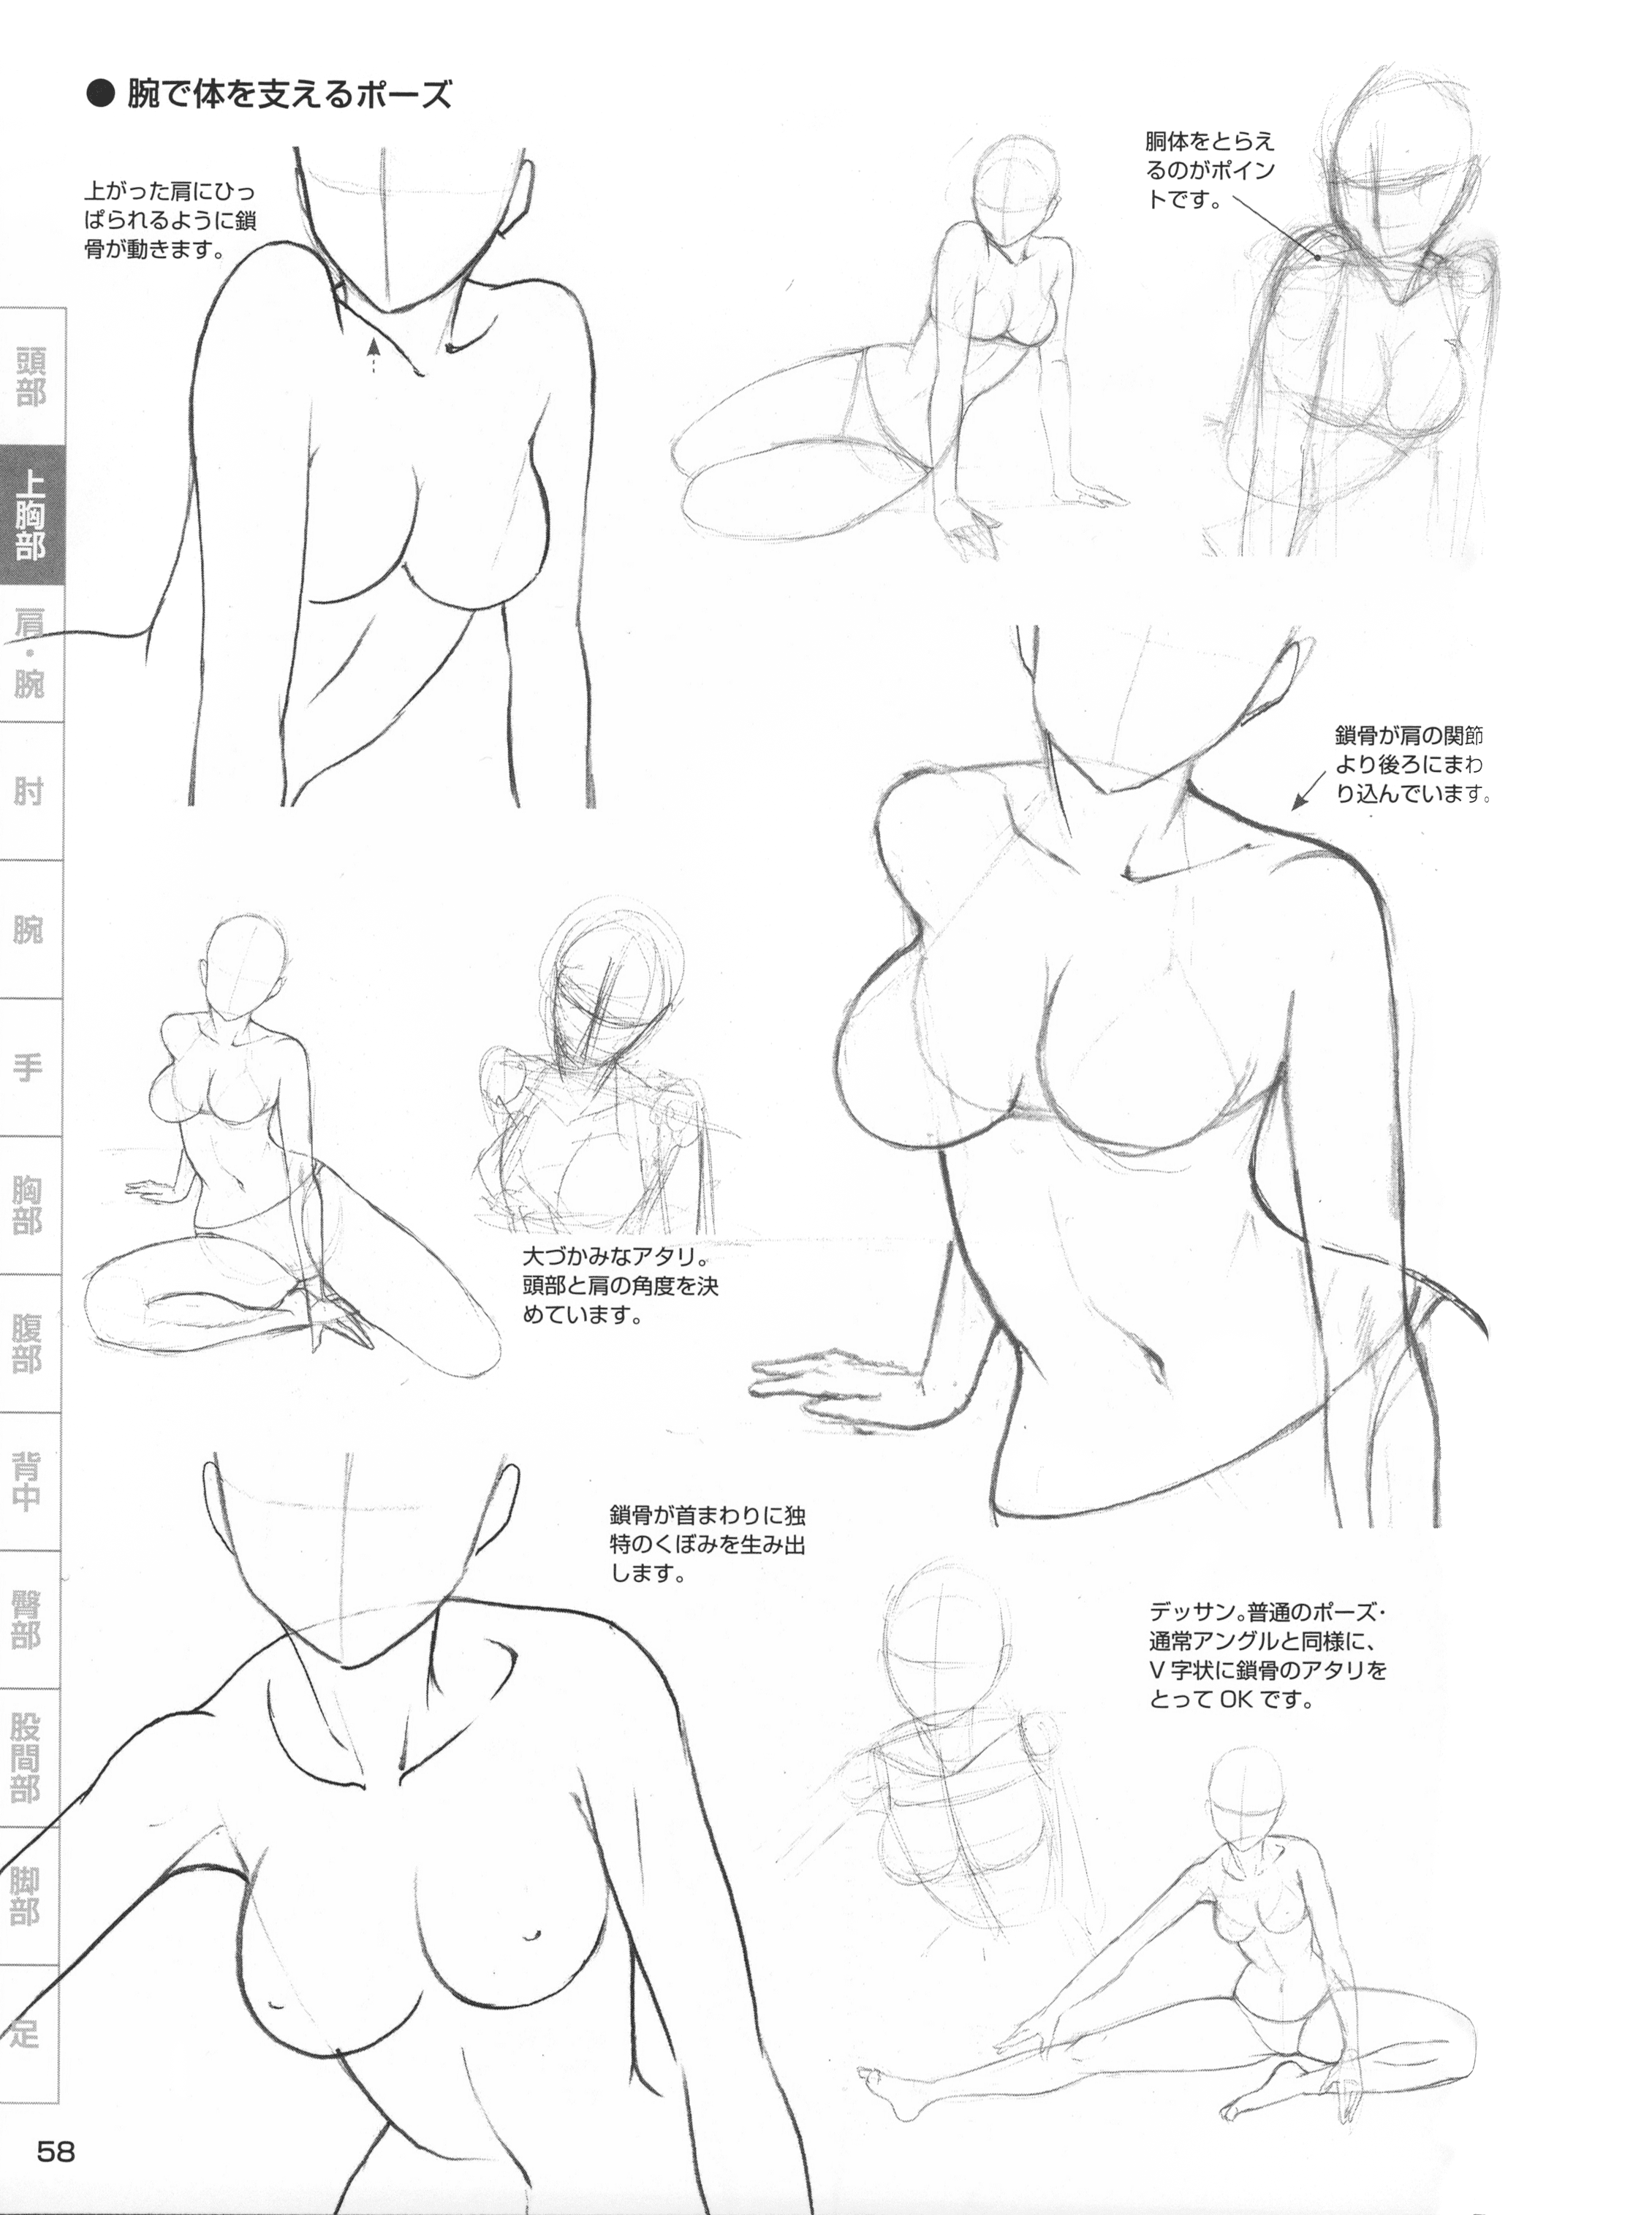 ● 腕で体を支えるポーズ
上がった肩にひっ
ぱられるように鎖
骨が動きます。
胴体をとらえ
るのがポイン
トです。
鎖骨が肩の関節
より後ろにまわ
り込んでいます。
大づかみなアタリ。
頭部と肩の角度を決
めています。
鎖骨が首まわりに独
特のくぼみを生み出
します。
デッサン。普通のポーズ・
通常アングルと同様に、
V字状に鎖骨のアタリを
とってOKです。
頭部
上胸部
肩・腕
肘
腕
手
胸部
腹部
背中
臀部
股間部
脚部
足
58